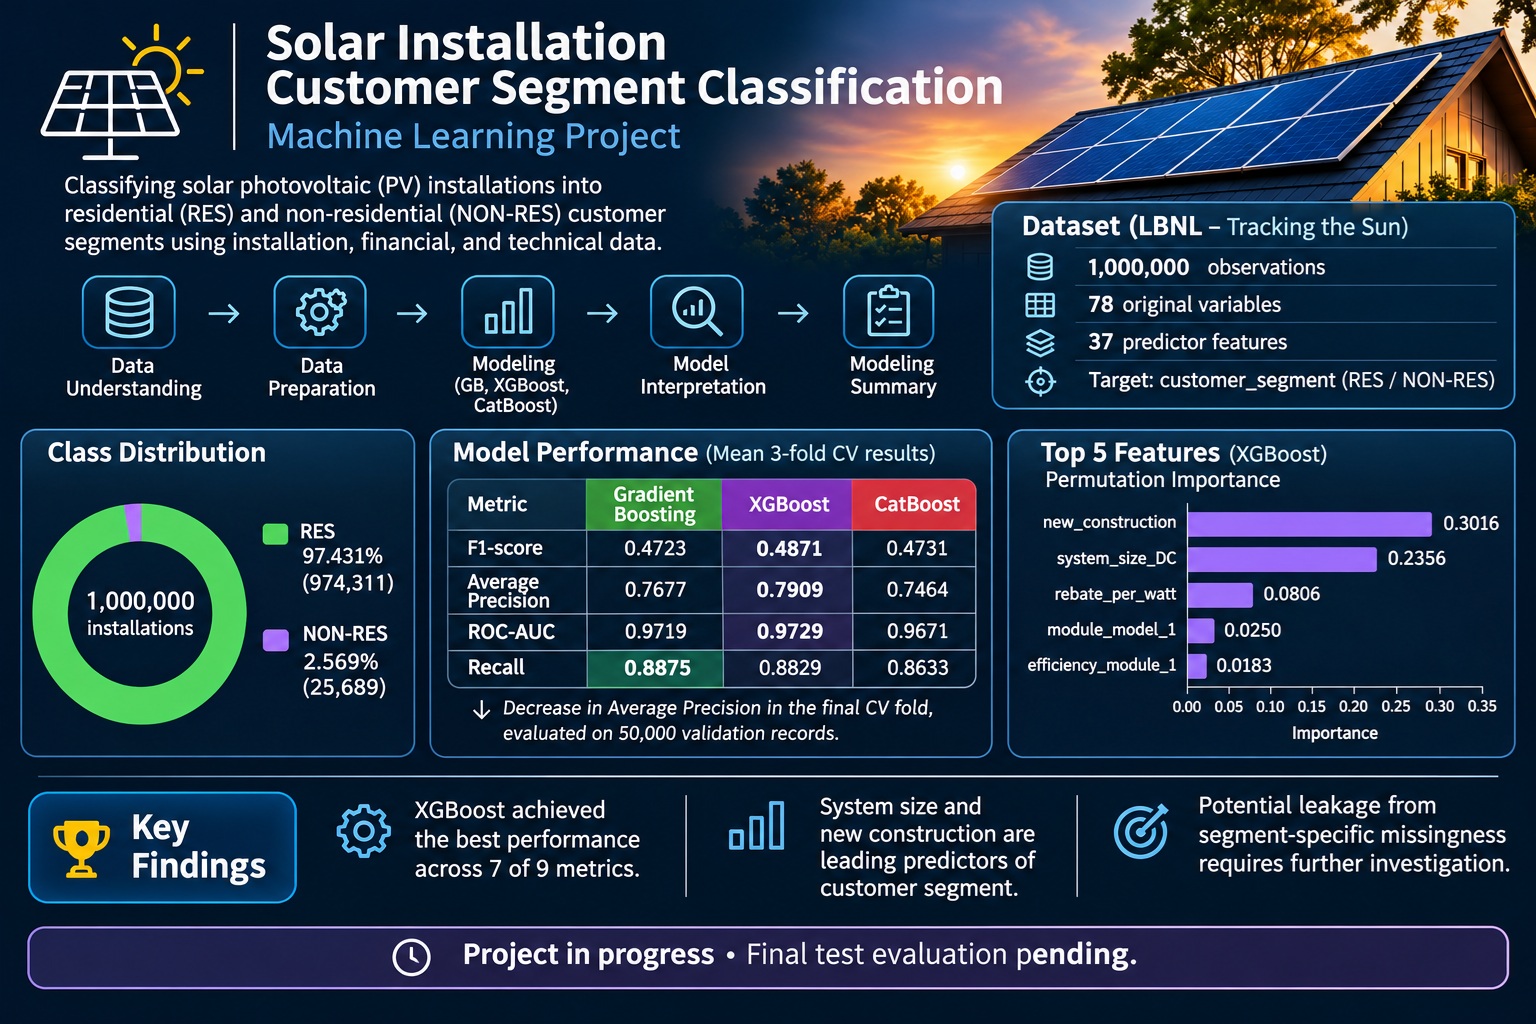 Solar Installation
Customer Segment Classification
Machine Learning Project
Classifying solar photovoltaic (PV) installations into
residential (RES) and non-residential (NON-RES) customer
segments using installation, financial, and technical data.
Data
Understanding
Data
Preparation
Modeling
(GB, XGBoost,
CatBoost)
Model
Interpretation
Modeling
Summary
Dataset (LBNL – Tracking the Sun)
1,000,000 observations
78 original variables
37 predictor features
Target: customer_segment (RES / NON-RES)
Class Distribution
1,000,000
installations
RES
97.431%
(974,311)
NON-RES
2.569%
(25,689)
Model Performance (Mean 3-fold CV results)
Metric Gradient Boosting XGBoost CatBoost
F1-score 0.4723 0.4871 0.4731
Average Precision 0.7677 0.7909 0.7464
ROC-AUC 0.9719 0.9729 0.9671
Recall 0.8875 0.8829 0.8633
↓ Decrease in Average Precision in the final CV fold,
evaluated on 50,000 validation records.
Top 5 Features (XGBoost)
Permutation Importance
new_construction 0.3016
system_size_DC 0.2356
rebate_per_watt 0.0806
module_model_1 0.0250
efficiency_module_1 0.0183
0.00 0.05 0.10 0.15 0.20 0.25 0.30 0.35
Importance
Key
Findings
XGBoost achieved
the best performance
across 7 of 9 metrics.
System size and
new construction are
leading predictors of
customer segment.
Potential leakage from
segment-specific missingness
requires further investigation.
Project in progress • Final test evaluation pending.